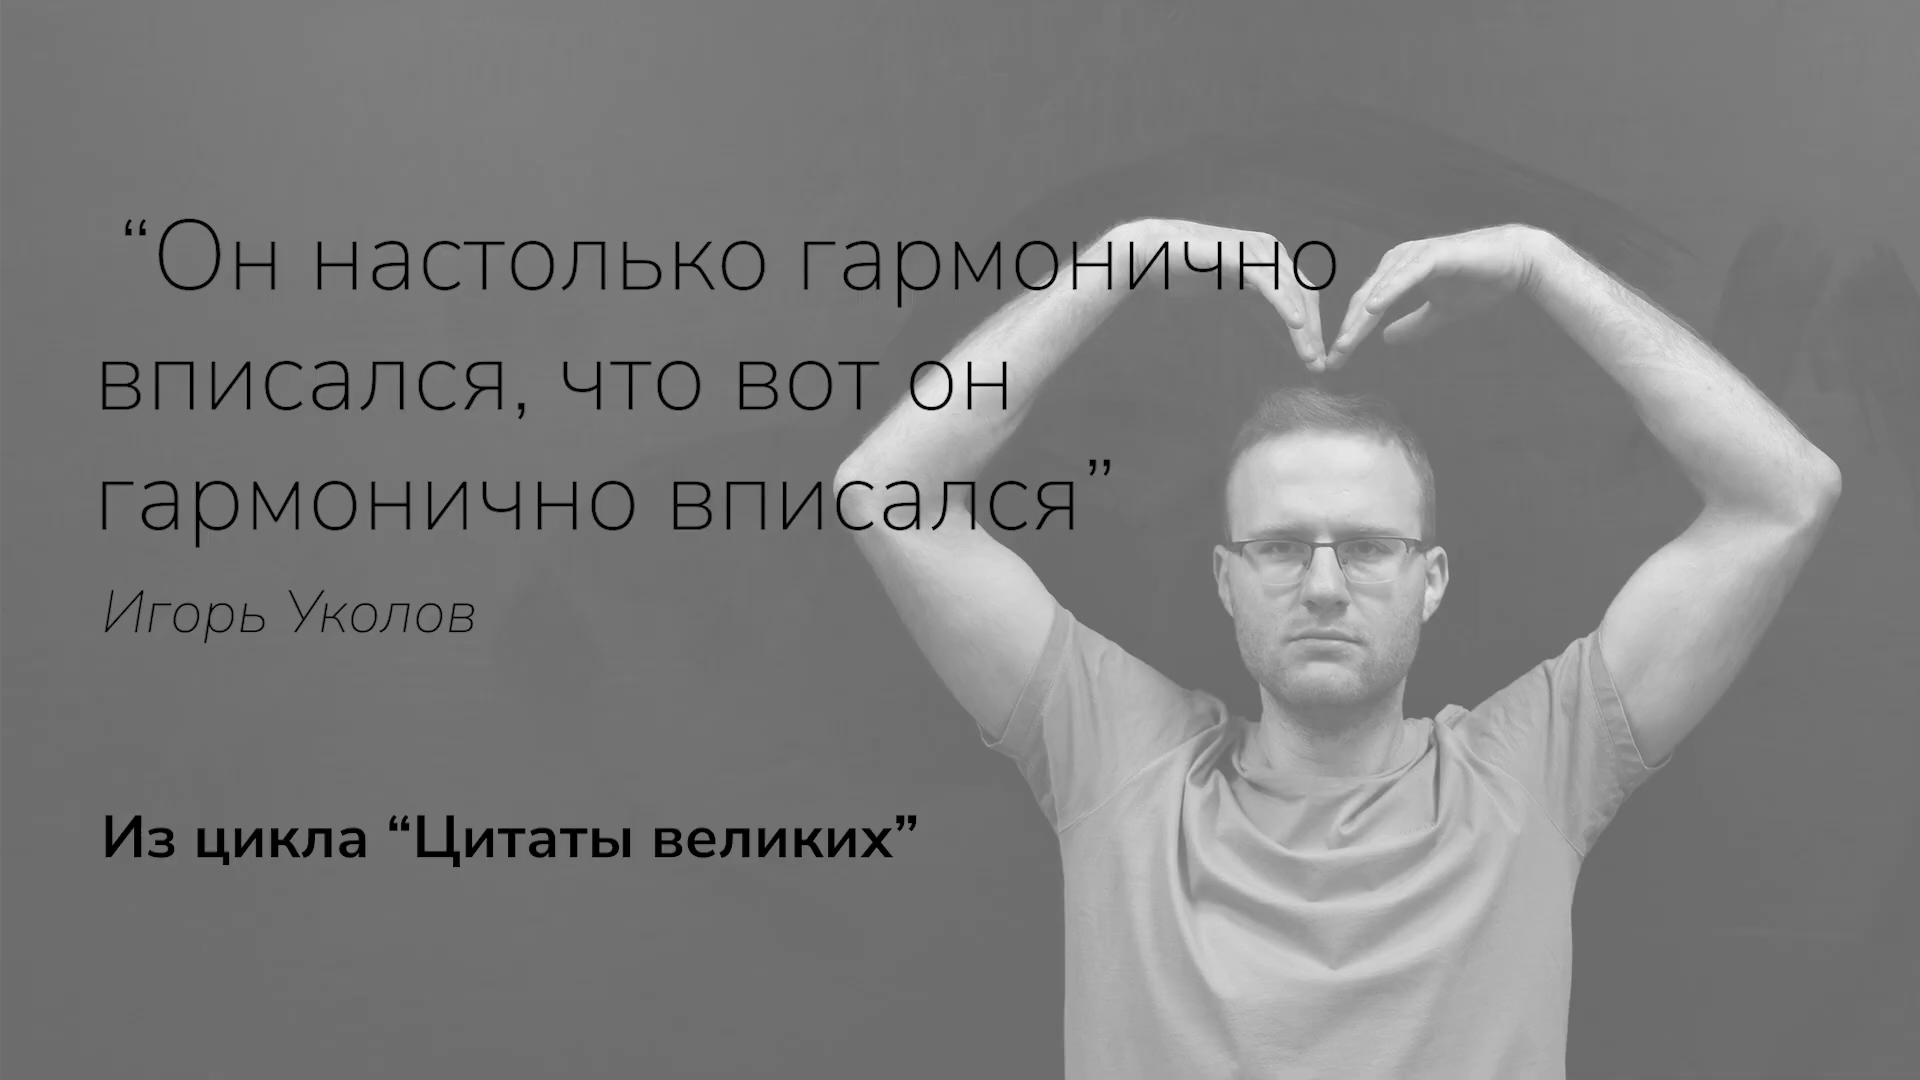 “Он настолько гармонично
вписался, что вот он
гармонично вписался”
Игорь Уколов
Из цикла “Цитаты великих”